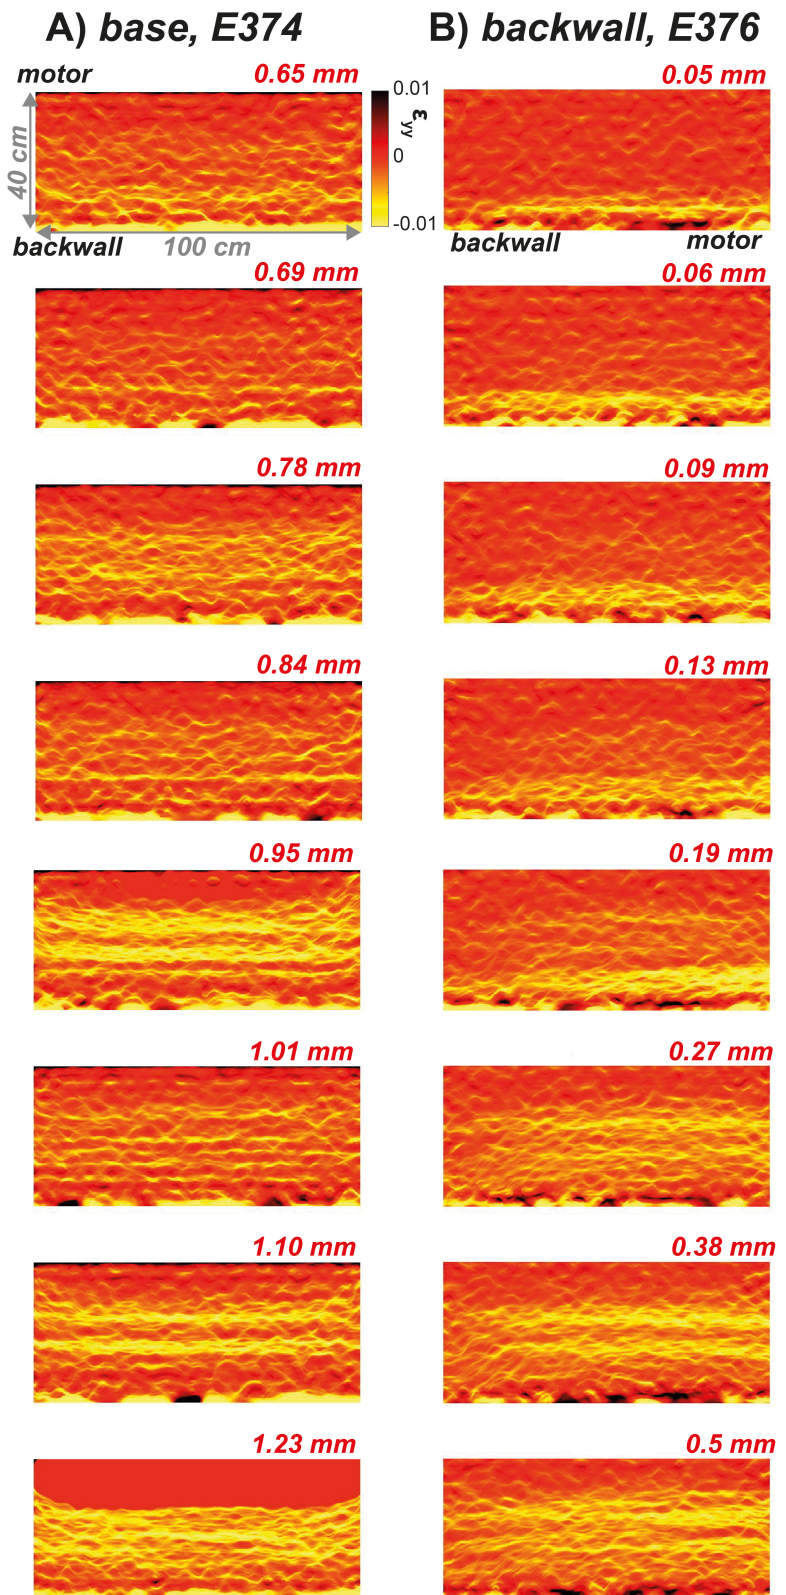 A) base, E374
B) backwall, E376
motor
0.65 mm
0.01
0
-0.01
εyy
0.05 mm
40 cm
backwall
100 cm
backwall
motor
0.69 mm
0.06 mm
0.78 mm
0.09 mm
0.84 mm
0.13 mm
0.95 mm
0.19 mm
1.01 mm
0.27 mm
1.10 mm
0.38 mm
1.23 mm
0.5 mm